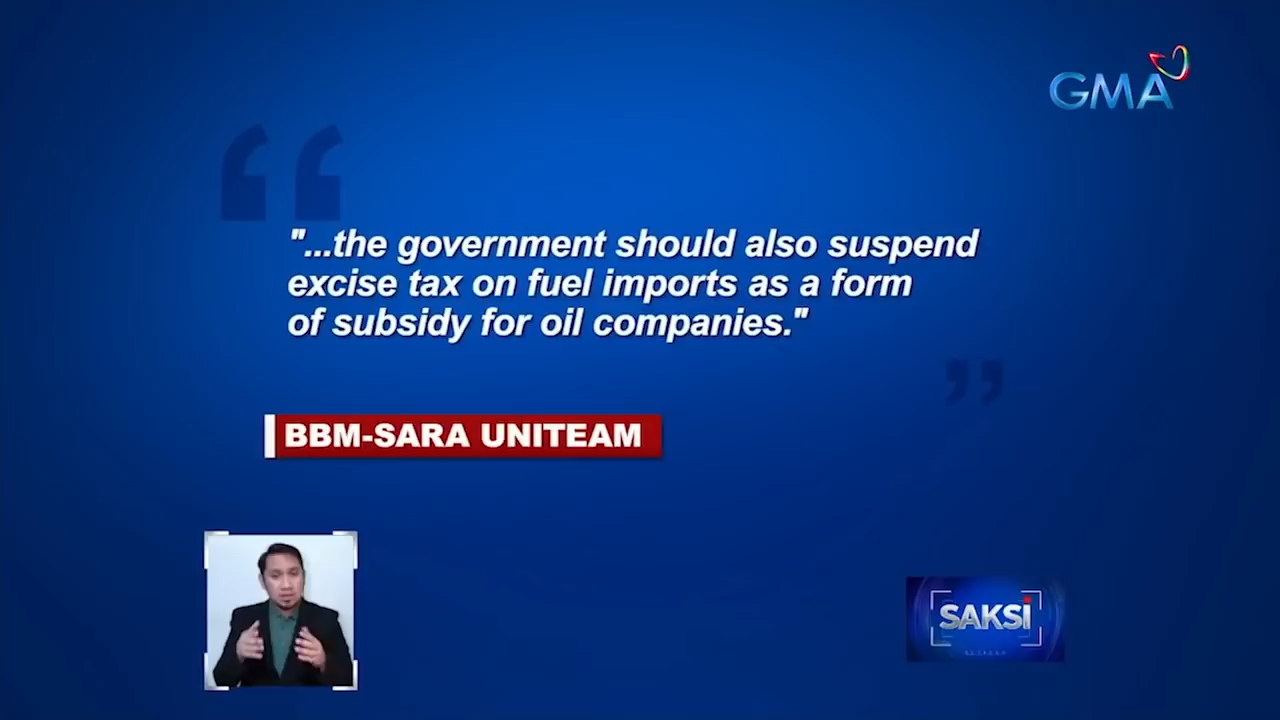 GMA
"...the government should also suspend
excise tax on fuel imports as a form
of subsidy for oil companies."
BBM-SARA UNITEAM
SAKSI